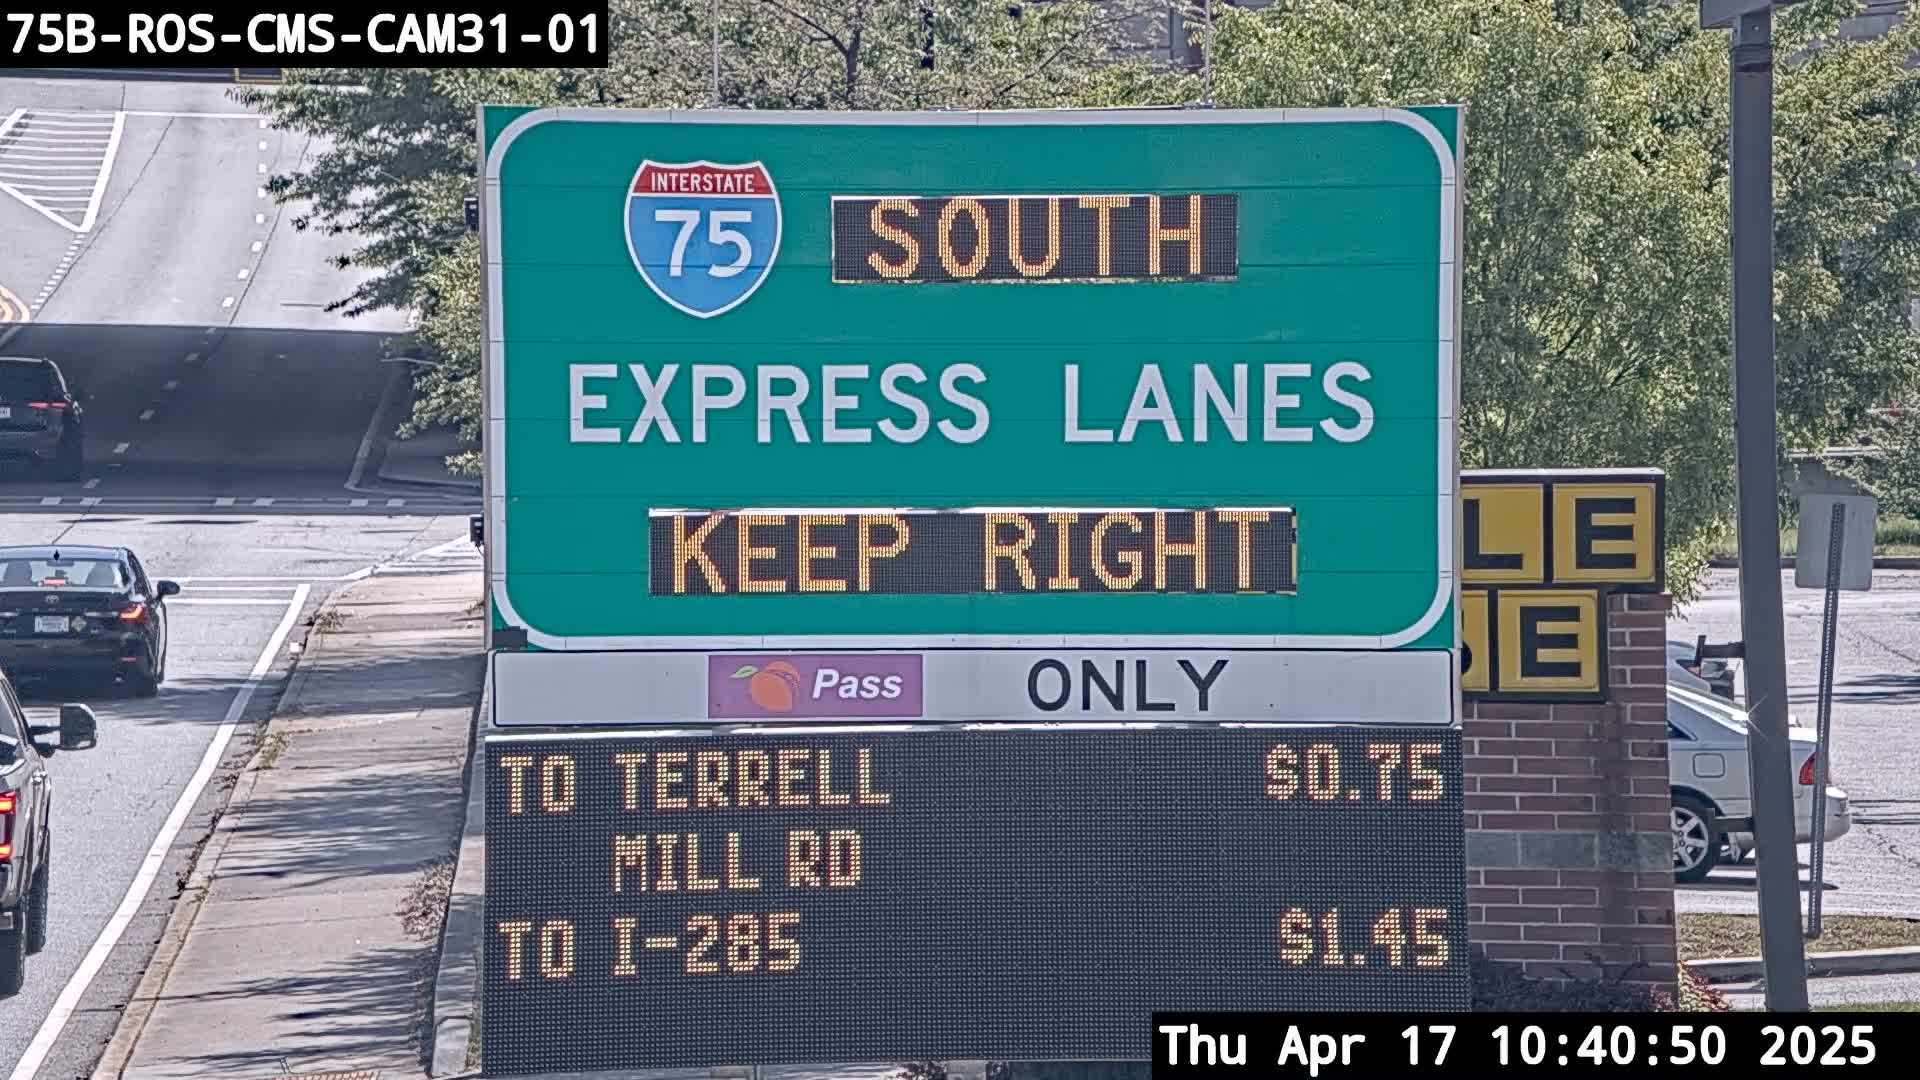 75B-ROS-CMS-CAM31-01
INTERSTATE
75
SOUTH
EXPRESS LANES
KEEP RIGHT
Pass ONLY
TO TERRELL $0.75
MILL RD
TO I-285 $1.45
LE
E
Thu Apr 17 10:40:50 2025